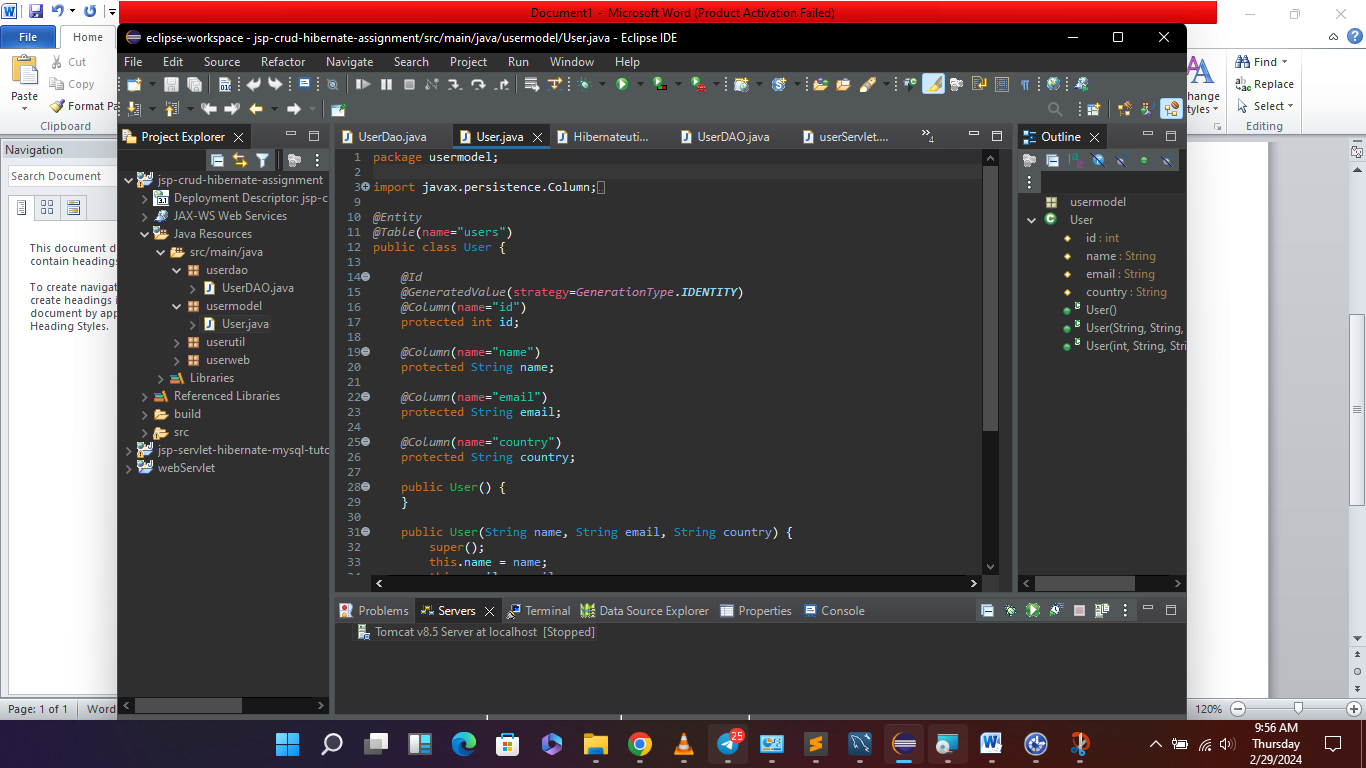 Document1 - Microsoft Word (Product Activation Failed)
File
Home
Cut
Copy
Format Pa
Paste
Clipboard
Navigation
Search Document
This document d
contain headings
To create navigat
create headings i
document by app
Heading Styles.
Page: 1 of 1
Word
eclipse-workspace - jsp-crud-hibernate-assignment/src/main/java/usermodel/User.java - Eclipse IDE
File Edit Source Refactor Navigate Search Project Run Window Help
Project Explorer
jsp-crud-hibernate-assignment
Deployment Descriptor: jsp-c
JAX-WS Web Services
Java Resources
src/main/java
userdao
UserDAO.java
usermodel
User.java
userutil
userweb
Libraries
Referenced Libraries
build
src
jsp-servlet-hibernate-mysql-tuto
webServlet
UserDao.java User.java Hibernateuti... UserDAO.java userServlet.... »4
1 package usermodel;
2
3 import javax.persistence.Column;
9
10 @Entity
11 @Table(name="users")
12 public class User {
13
14 @Id
15 @GeneratedValue(strategy=GenerationType.IDENTITY)
16 @Column(name="id")
17 protected int id;
18
19 @Column(name="name")
20 protected String name;
21
22 @Column(name="email")
23 protected String email;
24
25 @Column(name="country")
26 protected String country;
27
28 public User() {
29 }
30
31 public User(String name, String email, String country) {
32 super();
33 this.name = name;
Outline
usermodel
User
id : int
name : String
email : String
country : String
User()
User(String, String,
User(int, String, Stri
Problems Servers Terminal Data Source Explorer Properties Console
Tomcat v8.5 Server at localhost [Stopped]
Find
Replace
Select
Editing
hange
tyles
120%
25
9:56 AM
Thursday
2/29/2024